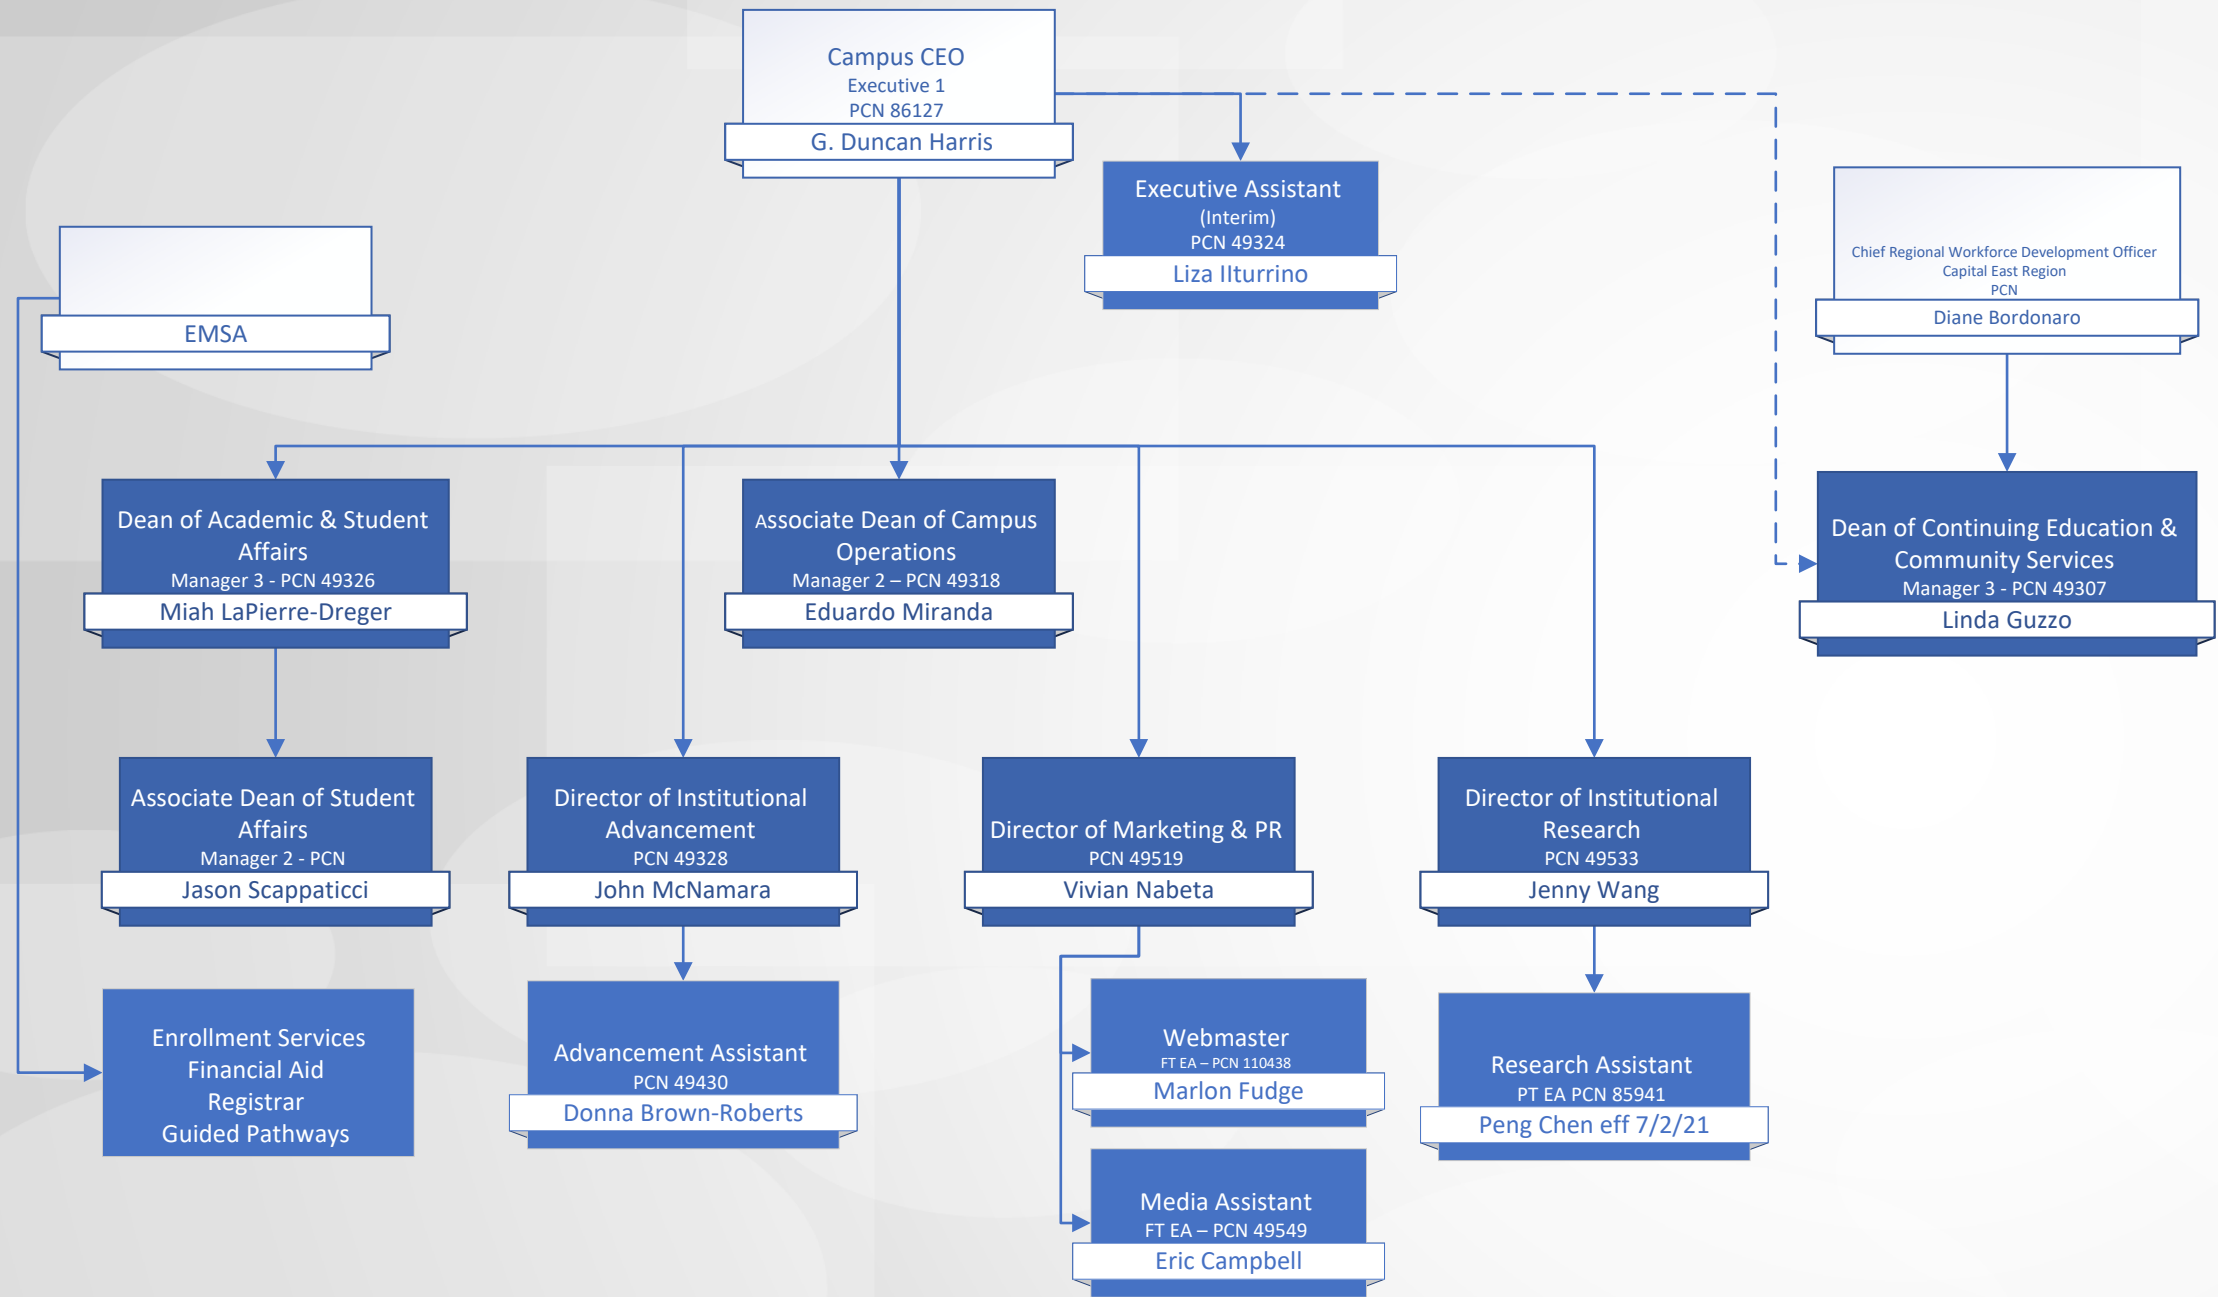 Campus CEO
Executive 1
PCN 86127
G. Duncan Harris
Executive Assistant
(Interim)
PCN 49324
Liza IIturrino
Chief Regional Workforce Development Officer
Capital East Region
PCN
Diane Bordonaro
EMSA
Dean of Academic & Student
Affairs
Manager 3 - PCN 49326
Miah LaPierre-Dreger
Associate Dean of Campus
Operations
Manager 2 – PCN 49318
Eduardo Miranda
Dean of Continuing Education &
Community Services
Manager 3 - PCN 49307
Linda Guzzo
Associate Dean of Student
Affairs
Manager 2 - PCN
Jason Scappaticci
Director of Institutional
Advancement
PCN 49328
John McNamara
Director of Marketing & PR
PCN 49519
Vivian Nabeta
Director of Institutional
Research
PCN 49533
Jenny Wang
Enrollment Services
Financial Aid
Registrar
Guided Pathways
Advancement Assistant
PCN 49430
Donna Brown-Roberts
Webmaster
FT EA – PCN 110438
Marlon Fudge
Research Assistant
PT EA PCN 85941
Peng Chen eff 7/2/21
Media Assistant
FT EA – PCN 49549
Eric Campbell